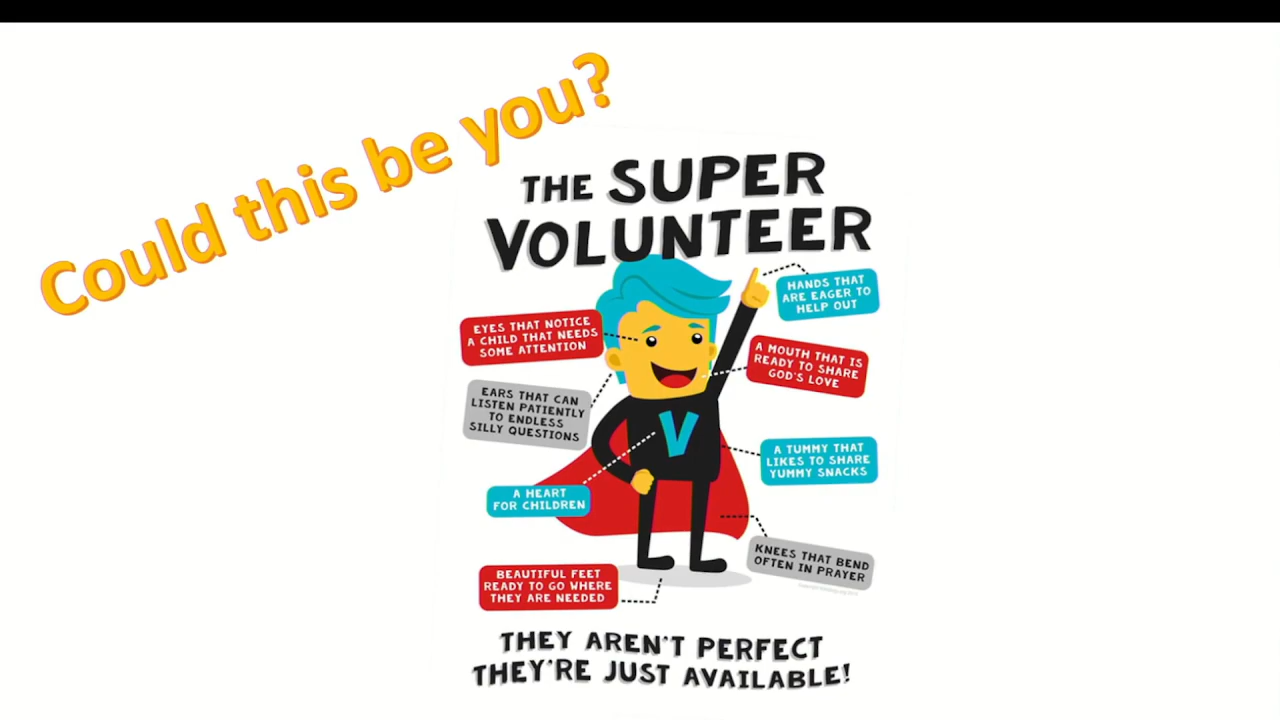 Could this be you?
THE SUPER
VOLUNTEER
HANDS THAT
ARE EAGER TO
HELP OUT
EYES THAT NOTICE
A CHILD THAT NEEDS
SOME ATTENTION
A MOUTH THAT IS
READY TO SHARE
GOD'S LOVE
EARS THAT CAN
LISTEN PATIENTLY
TO ENDLESS
SILLY QUESTIONS
V
A TUMMY THAT
LIKES TO SHARE
YUMMY SNACKS
A HEART
FOR CHILDREN
KNEES THAT BEND
OFTEN IN PRAYER
BEAUTIFUL FEET
READY TO GO WHERE
THEY ARE NEEDED
THEY AREN'T PERFECT
THEY'RE JUST AVAILABLE!